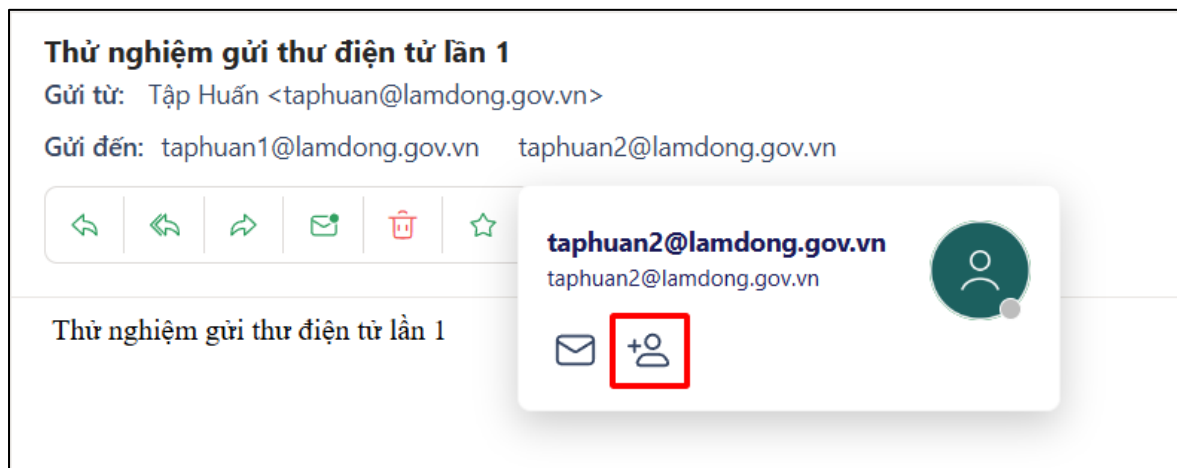 Thử nghiệm gửi thư điện tử lần 1
Gửi từ: Tập Huấn <taphuan@lamdong.gov.vn>
Gửi đến: taphuan1@lamdong.gov.vn taphuan2@lamdong.gov.vn
taphuan2@lamdong.gov.vn
taphuan2@lamdong.gov.vn
Thử nghiệm gửi thư điện tử lần 1